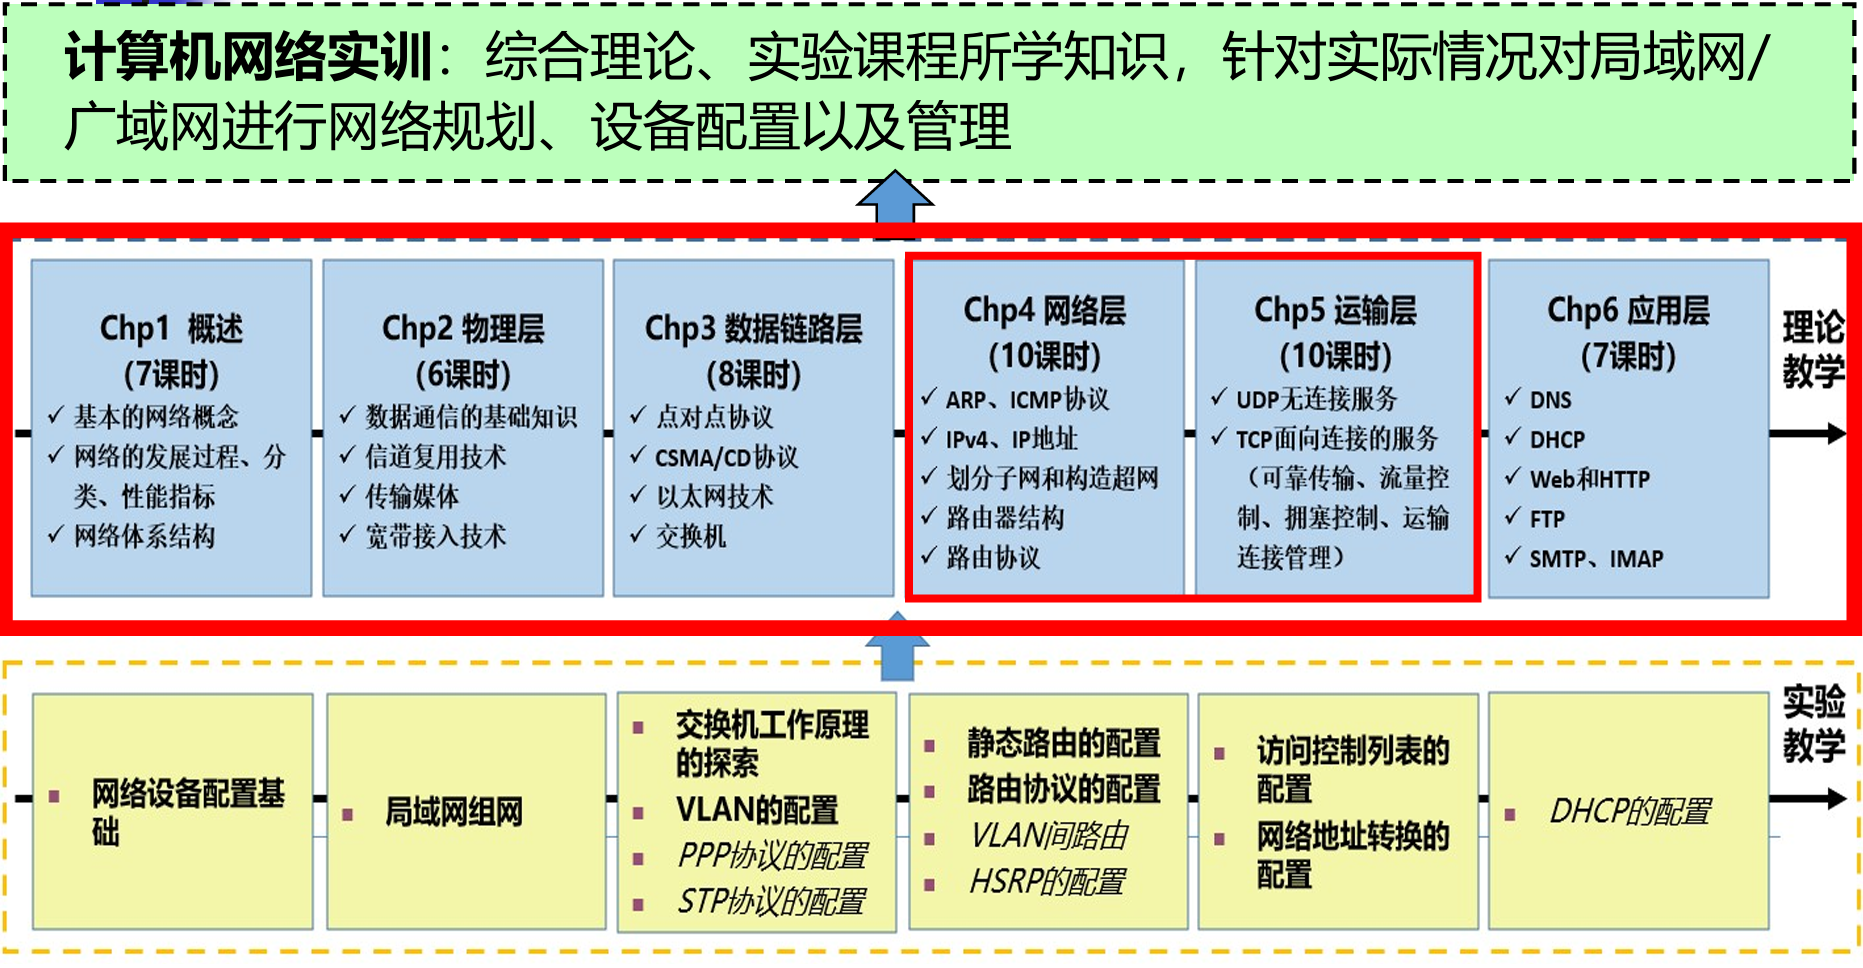 计算机网络实训：综合理论、实验课程所学知识，针对实际情况对局域网/
广域网进行网络规划、设备配置以及管理
Chp1 概述
(7课时)
✓ 基本的网络概念
✓ 网络的发展过程、分
类、性能指标
✓ 网络体系结构
Chp2 物理层
(6课时)
✓ 数据通信的基础知识
✓ 信道复用技术
✓ 传输媒体
✓ 宽带接入技术
Chp3 数据链路层
(8课时)
✓ 点对点协议
✓ CSMA/CD协议
✓ 以太网技术
✓ 交换机
Chp4 网络层
(10课时)
✓ ARP、ICMP协议
✓ IPv4、IP地址
✓ 划分子网和构造超网
✓ 路由器结构
✓ 路由协议
Chp5 运输层
(10课时)
✓ UDP无连接服务
✓ TCP面向连接的服务
（可靠传输、流量控
制、拥塞控制、运输
连接管理）
Chp6 应用层
(7课时)
✓ DNS
✓ DHCP
✓ Web和HTTP
✓ FTP
✓ SMTP、IMAP
理论
教学
网络设备配置基
础
局域网组网
交换机工作原理
的探索
VLAN的配置
PPP协议的配置
STP协议的配置
静态路由的配置
路由协议的配置
VLAN间路由
HSRP的配置
访问控制列表的
配置
网络地址转换的
配置
DHCP的配置
实验
教学